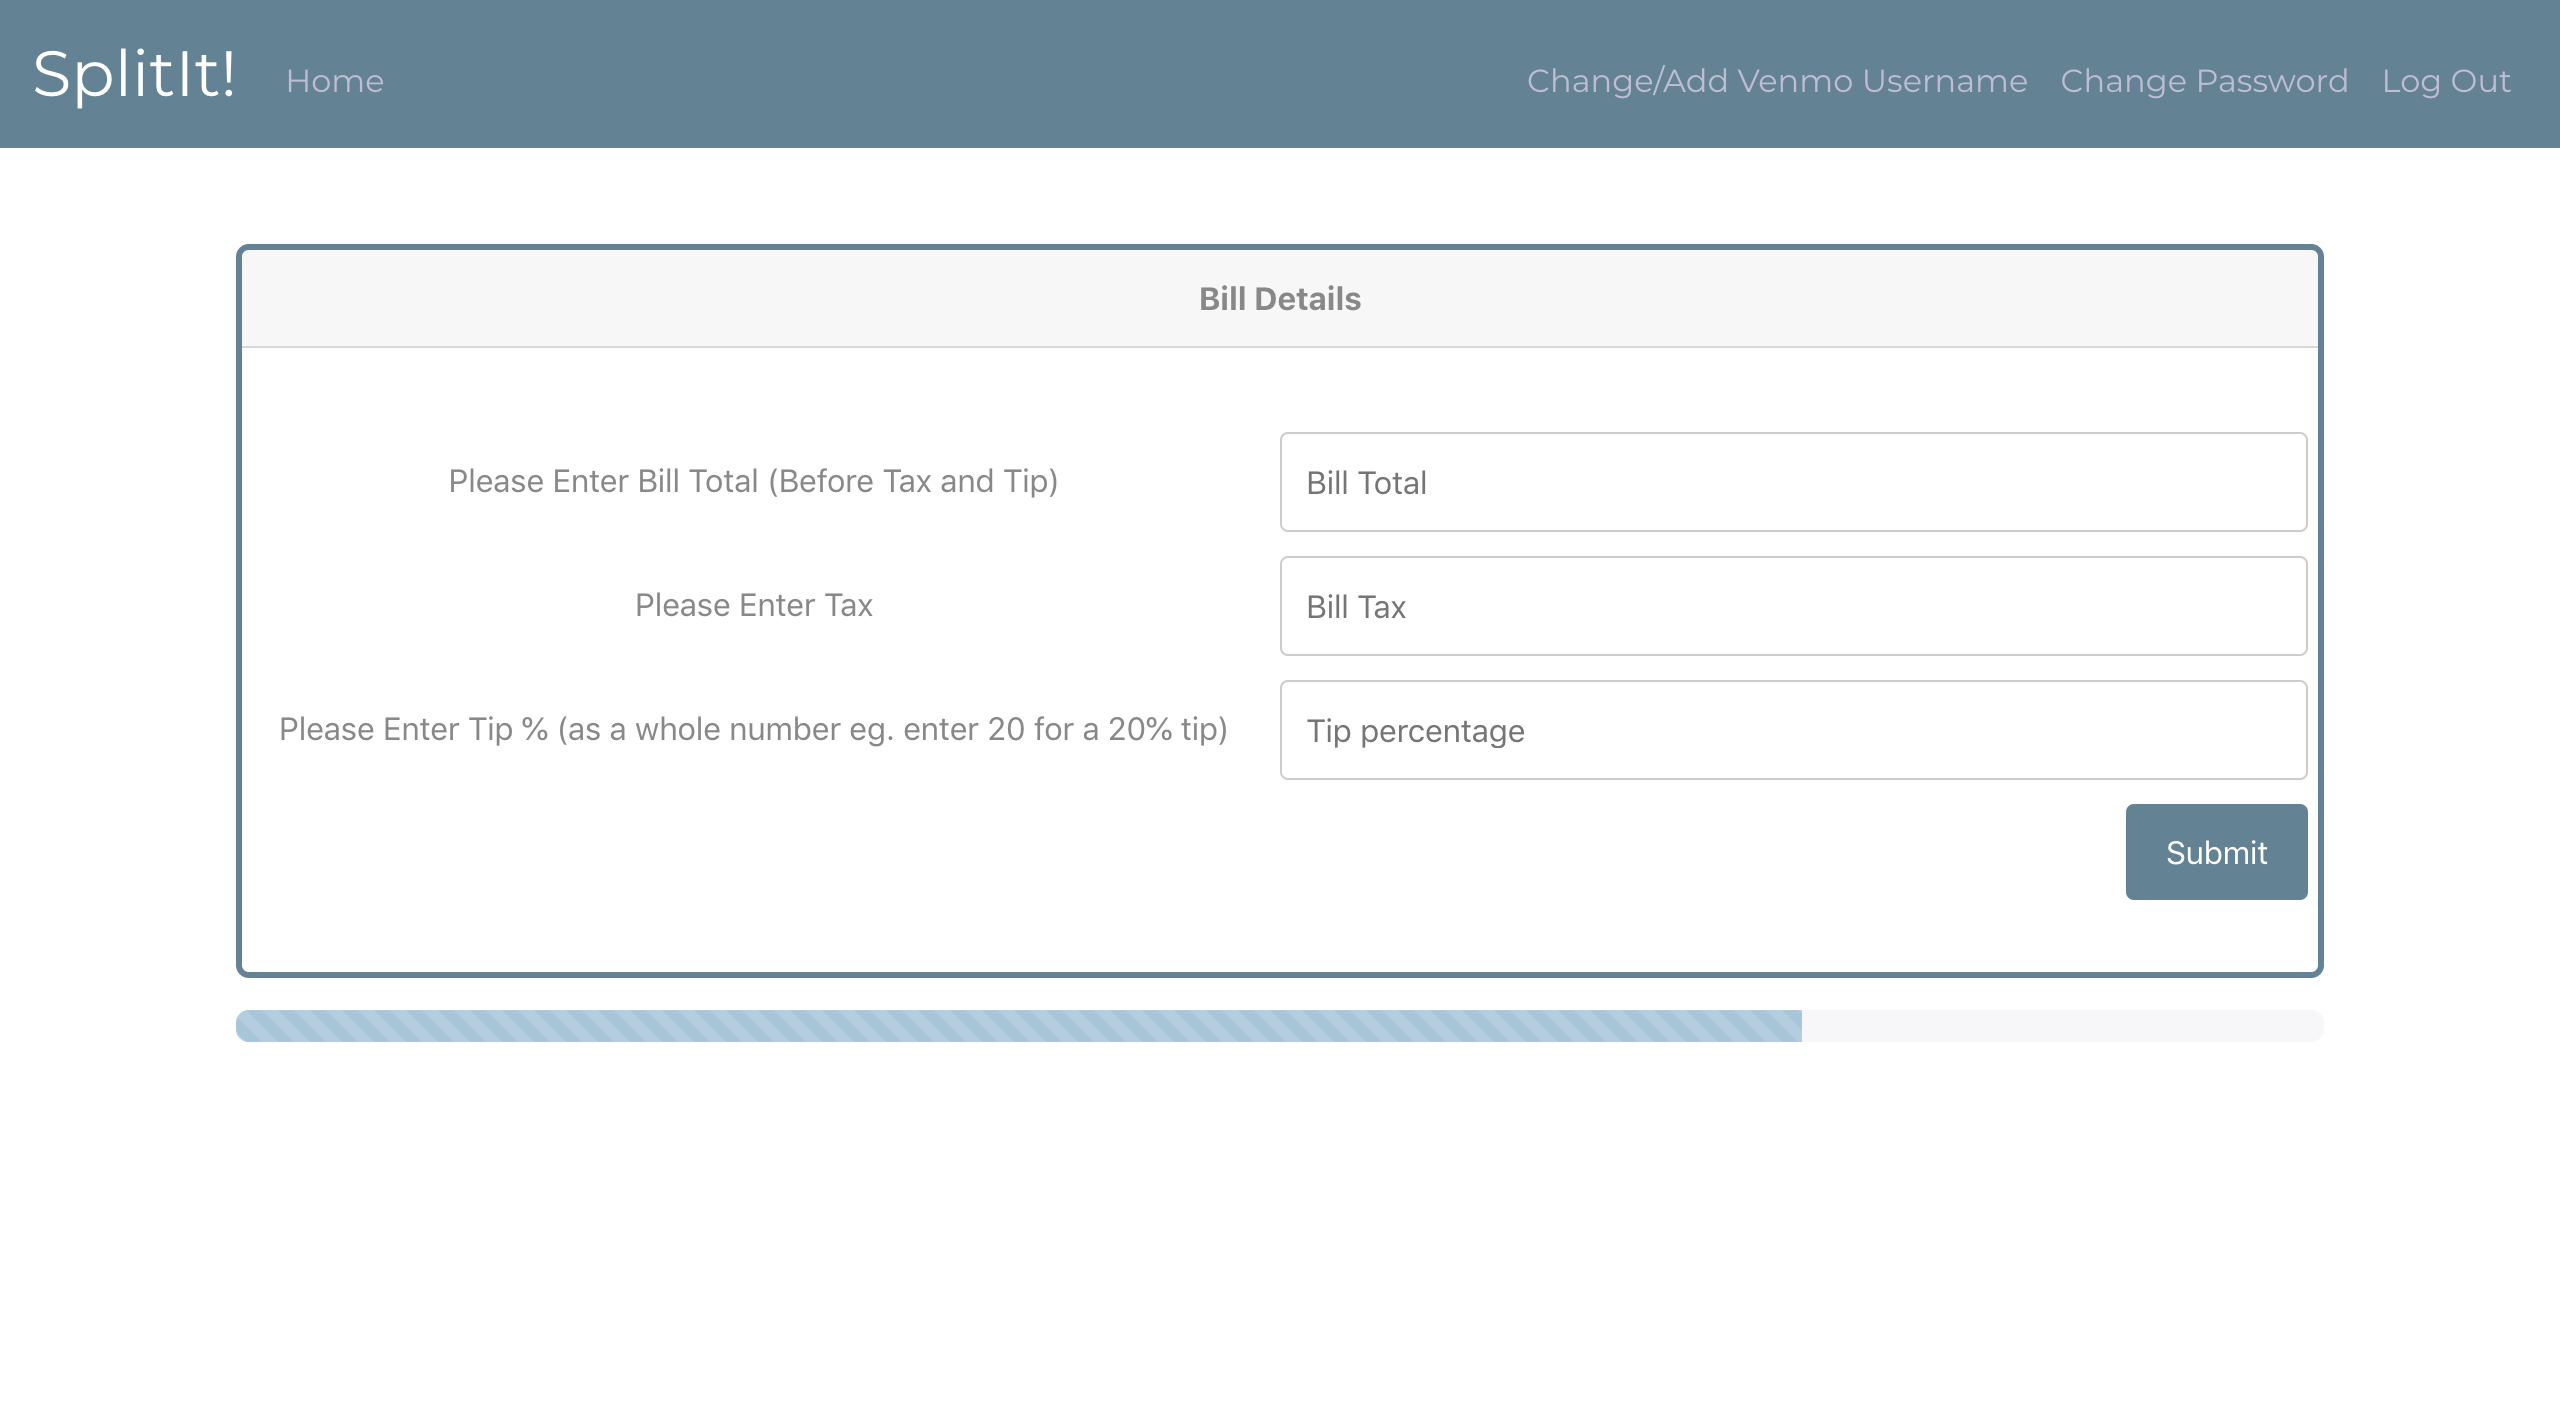 SplitIt! Home Change/Add Venmo Username Change Password Log Out
Bill Details
Please Enter Bill Total (Before Tax and Tip) Bill Total
Please Enter Tax Bill Tax
Please Enter Tip % (as a whole number eg. enter 20 for a 20% tip) Tip percentage
Submit